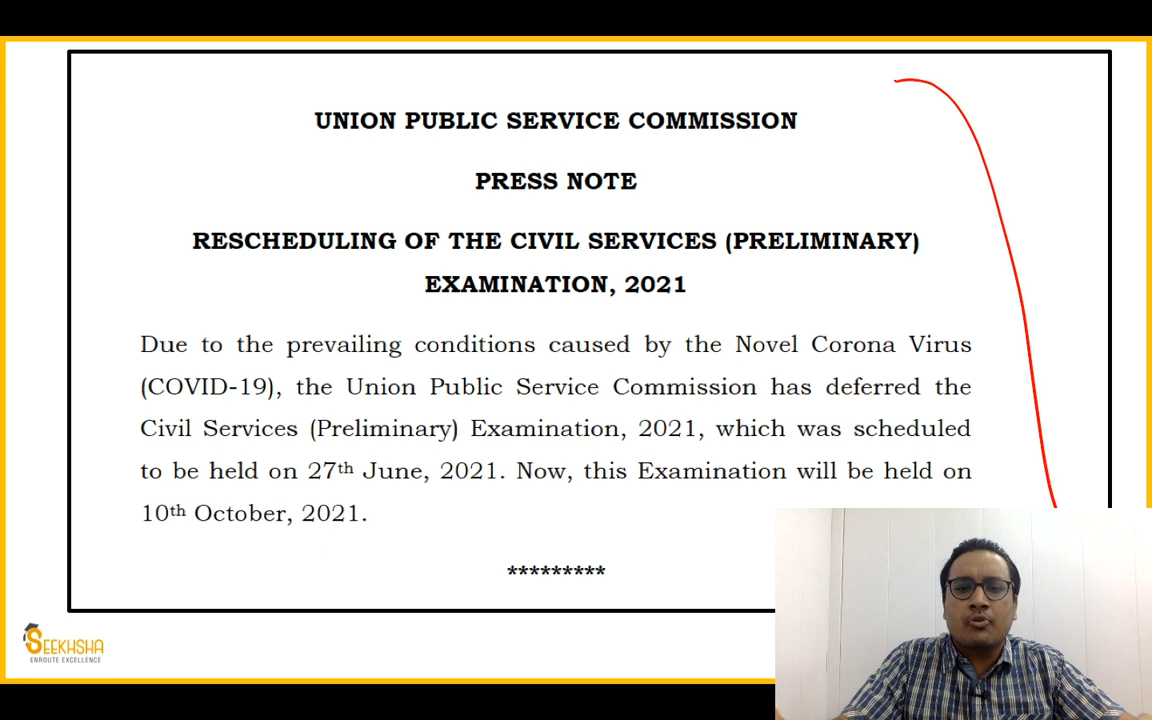 UNION PUBLIC SERVICE COMMISSION
PRESS NOTE
RESCHEDULING OF THE CIVIL SERVICES (PRELIMINARY)
EXAMINATION, 2021
Due to the prevailing conditions caused by the Novel Corona Virus
(COVID-19), the Union Public Service Commission has deferred the
Civil Services (Preliminary) Examination, 2021, which was scheduled
to be held on 27th June, 2021. Now, this Examination will be held on
10th October, 2021.
*********
SEEKHSHA
ENROUTE EXCELLENCE